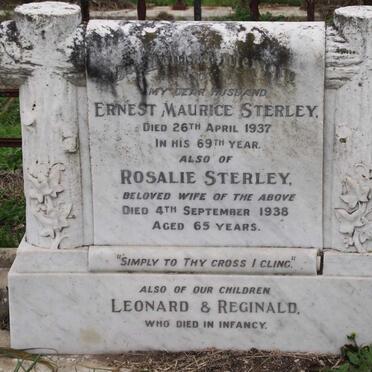 MY DEAR HUSBAND
ERNEST MAURICE STERLEY,
DIED 26TH APRIL 1937
IN HIS 69TH YEAR.
ALSO OF
ROSALIE STERLEY,
BELOVED WIFE OF THE ABOVE
DIED 4TH SEPTEMBER 1938
AGED 65 YEARS.
"SIMPLY TO THY CROSS I CLING."
ALSO OF OUR CHILDREN
LEONARD & REGINALD,
WHO DIED IN INFANCY.